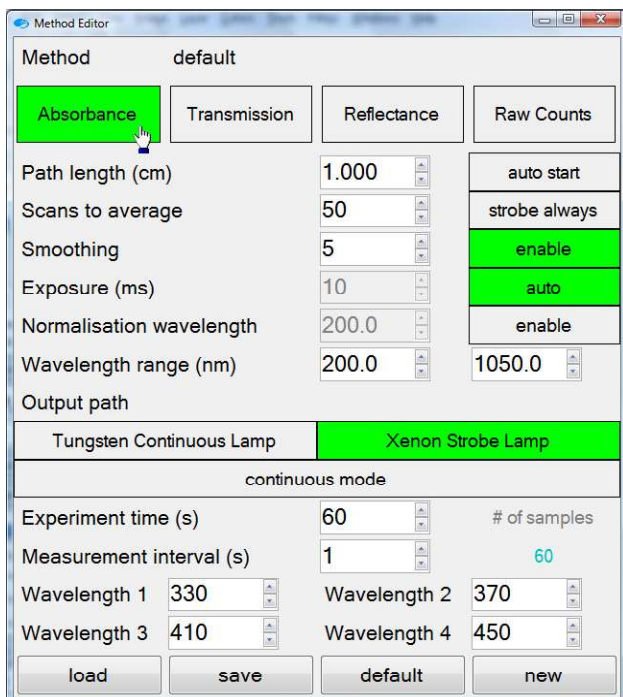 Method Editor
Method default
Absorbance Transmission Reflectance Raw Counts
Path length (cm) 1.000 auto start
Scans to average 50 strobe always
Smoothing 5 enable
Exposure (ms) 10 auto
Normalisation wavelength 200.0 enable
Wavelength range (nm) 200.0 1050.0
Output path
Tungsten Continuous Lamp Xenon Strobe Lamp
continuous mode
Experiment time (s) 60 # of samples
Measurement interval (s) 1 60
Wavelength 1 330 Wavelength 2 370
Wavelength 3 410 Wavelength 4 450
load save default new